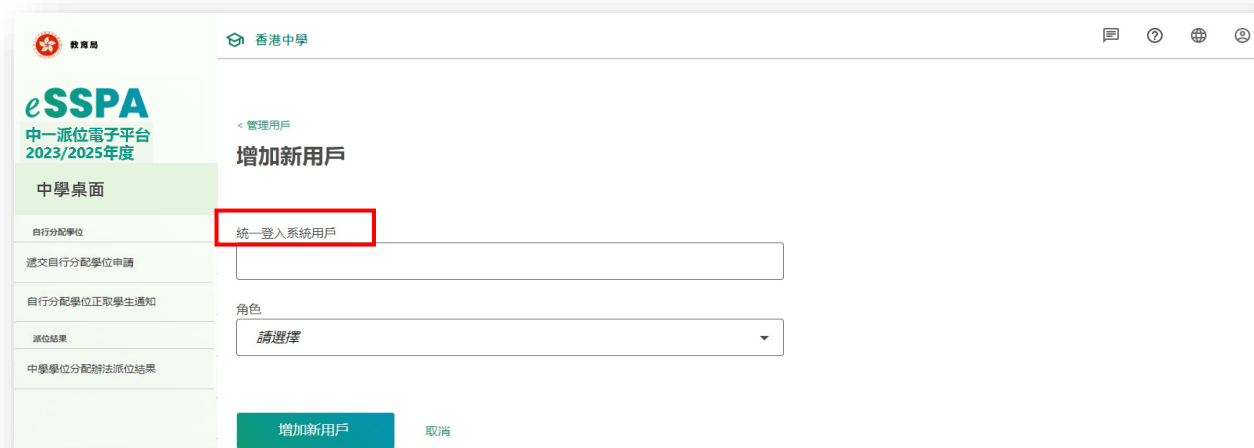 教育局
eSSPA
中一派位電子平台
2023/2025年度
中學桌面
自行分配學位
遞交自行分配學位申請
自行分配學位正取學生通知
派位結果
中學學位分配辦法派位結果
香港中學
< 管理用戶
增加新用戶
統一登入系統用戶
角色
請選擇
增加新用戶
取消